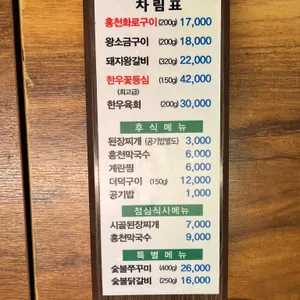 차림표
홍천화로구이 (200g) 17,000
왕소금구이 (200g) 18,000
돼지왕갈비 (320g) 22,000
한우꽃등심 (150g) 42,000
(최고급)
한우육회 (200g) 30,000
후식메뉴
된장찌개 (공기밥별도) 3,000
홍천막국수 6,000
계란찜 6,000
더덕구이 (150g) 12,000
공기밥 1,000
점심식사메뉴
시골된장찌개 7,000
홍천막국수 9,000
특별메뉴
숯불쭈꾸미 (400g) 26,000
숯불닭갈비 (250g) 16,000